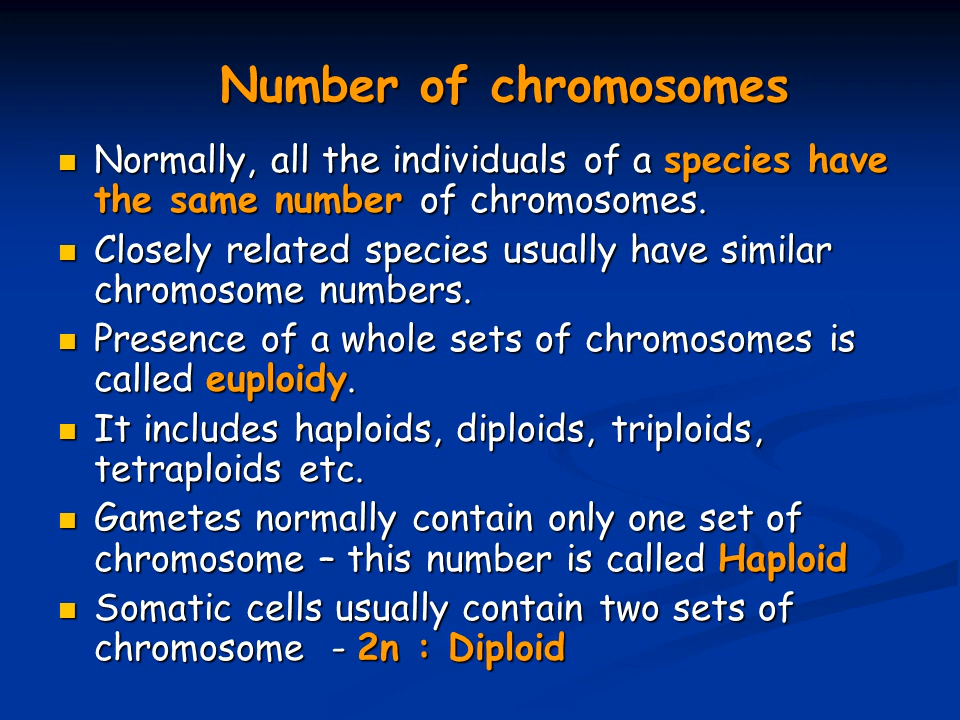 Number of chromosomes
Normally, all the individuals of a species have
the same number of chromosomes.
Closely related species usually have similar
chromosome numbers.
Presence of a whole sets of chromosomes is
called euploidy.
It includes haploids, diploids, triploids,
tetraploids etc.
Gametes normally contain only one set of
chromosome – this number is called Haploid
Somatic cells usually contain two sets of
chromosome - 2n : Diploid